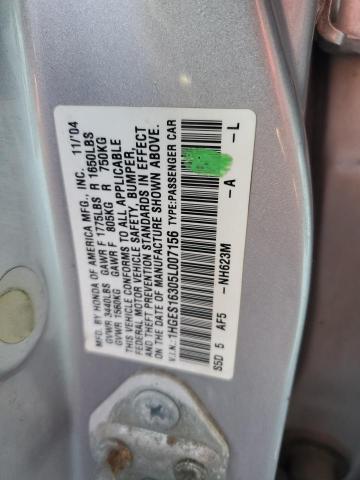 MFD. BY HONDA OF AMERICA MFG., INC. 11/'04
GVWR 3440LBS GAWR F 1775LBS R 1650LBS
GVWR 1560KG GAWR F 805KG R 750KG
THIS VEHICLE CONFORMS TO ALL APPLICABLE
FEDERAL MOTOR VEHICLE SAFETY, BUMPER,
AND THEFT PREVENTION STANDARDS IN EFFECT
ON THE DATE OF MANUFACTURE SHOWN ABOVE.
V.I.N.: 1HGES16305L007156 TYPE:PASSENGER CAR
S5D 5 AF5 -NH623M -A -L